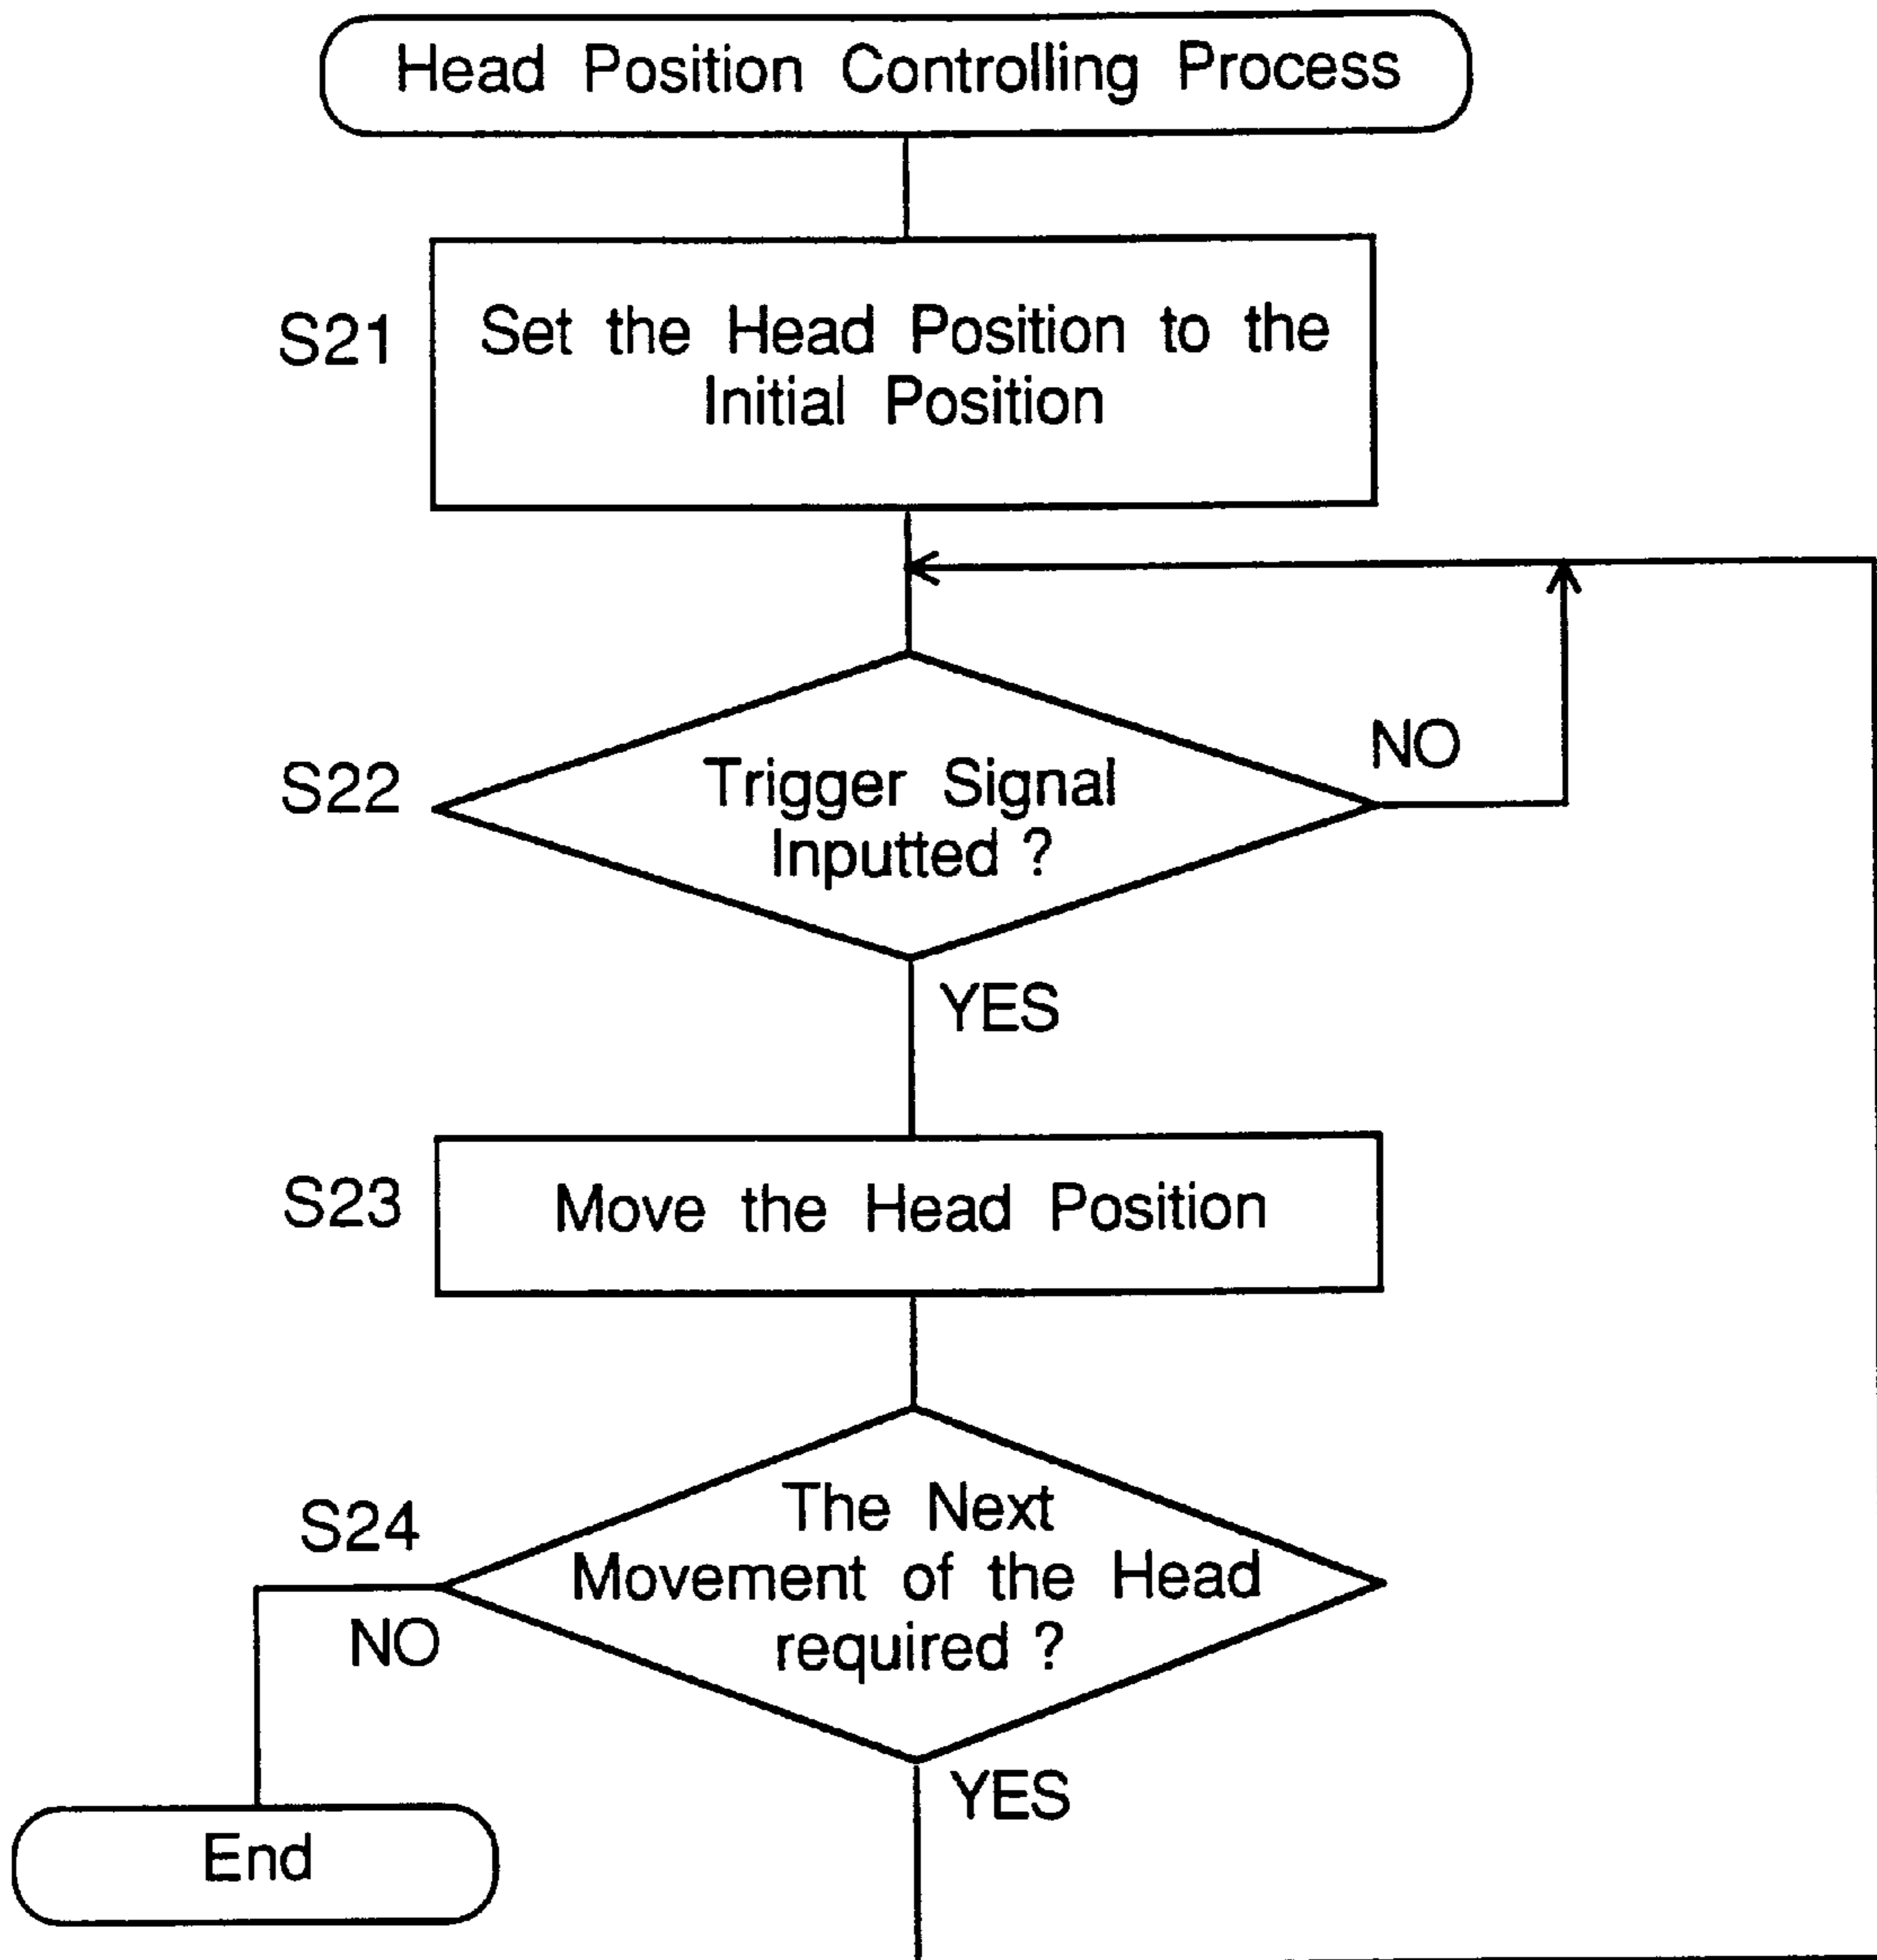 Head Position Controlling Process
S21
Set the Head Position to the
Initial Position
S22
Trigger Signal
Inputted ?
NO
YES
S23
Move the Head Position
S24
The Next
Movement of the Head
required ?
NO
YES
End